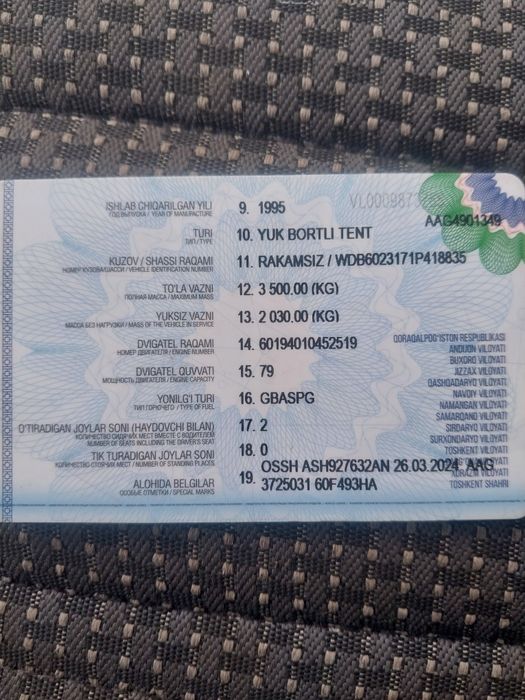 VL0009873
AAG4901349
ISHLAB CHIQARILGAN YILI 9. 1995
ГОД ВЫПУСКА / YEAR OF MANUFACTURE
TURI 10. YUK BORTLI TENT
ТИП / TYPE
KUZOV / SHASSI RAQAMI 11. RAKAMSIZ / WDB6023171P418835
НОМЕР КУЗОВА/ШАССИ / VEHICLE IDENTIFICATION NUMBER
TO'LA VAZNI 12. 3 500.00 (KG)
ПОЛНАЯ МАССА / MAXIMUM MASS
YUKSIZ VAZNI 13. 2 030.00 (KG)
МАССА БЕЗ НАГРУЗКИ / MASS OF THE VEHICLE IN SERVICE
DVIGATEL RAQAMI 14. 60194010452519
НОМЕР ДВИГАТЕЛЯ / ENGINE NUMBER
DVIGATEL QUVVATI 15. 79
МОЩНОСТЬ ДВИГАТЕЛЯ / ENGINE CAPACITY
YONILG'I TURI 16. GBASPG
ТИП ГОРЮЧЕГО / TYPE OF FUEL
O'TIRADIGAN JOYLAR SONI (HAYDOVCHI BILAN) 17. 2
КОЛИЧЕСТВО СИДЯЧИХ МЕСТ ВМЕСТЕ С ВОДИТЕЛЕМ
NUMBER OF SEATS INCLUDING THE DRIVER'S SEAT
TIK TURADIGAN JOYLAR SONI 18. 0
КОЛИЧЕСТВО СТОЯЧИХ МЕСТ / NUMBER OF STANDING PLACES
ALOHIDA BELGILAR 19. OSSH ASH927632AN 26.03.2024 AAG
ОСОБЫЕ ОТМЕТКИ / SPECIAL MARKS
3725031 60F493HA
QORAQALPOG'ISTON RESPUBLIKASI
ANDIJON VILOYATI
BUXORO VILOYATI
JIZZAX VILOYATI
QASHQADARYO VILOYATI
NAVOIY VILOYATI
NAMANGAN VILOYATI
SAMARQAND VILOYATI
SIRDARYO VILOYATI
SURXONDARYO VILOYATI
TOSHKENT VILOYATI
XORAZM VILOYATI
TOSHKENT SHAHRI